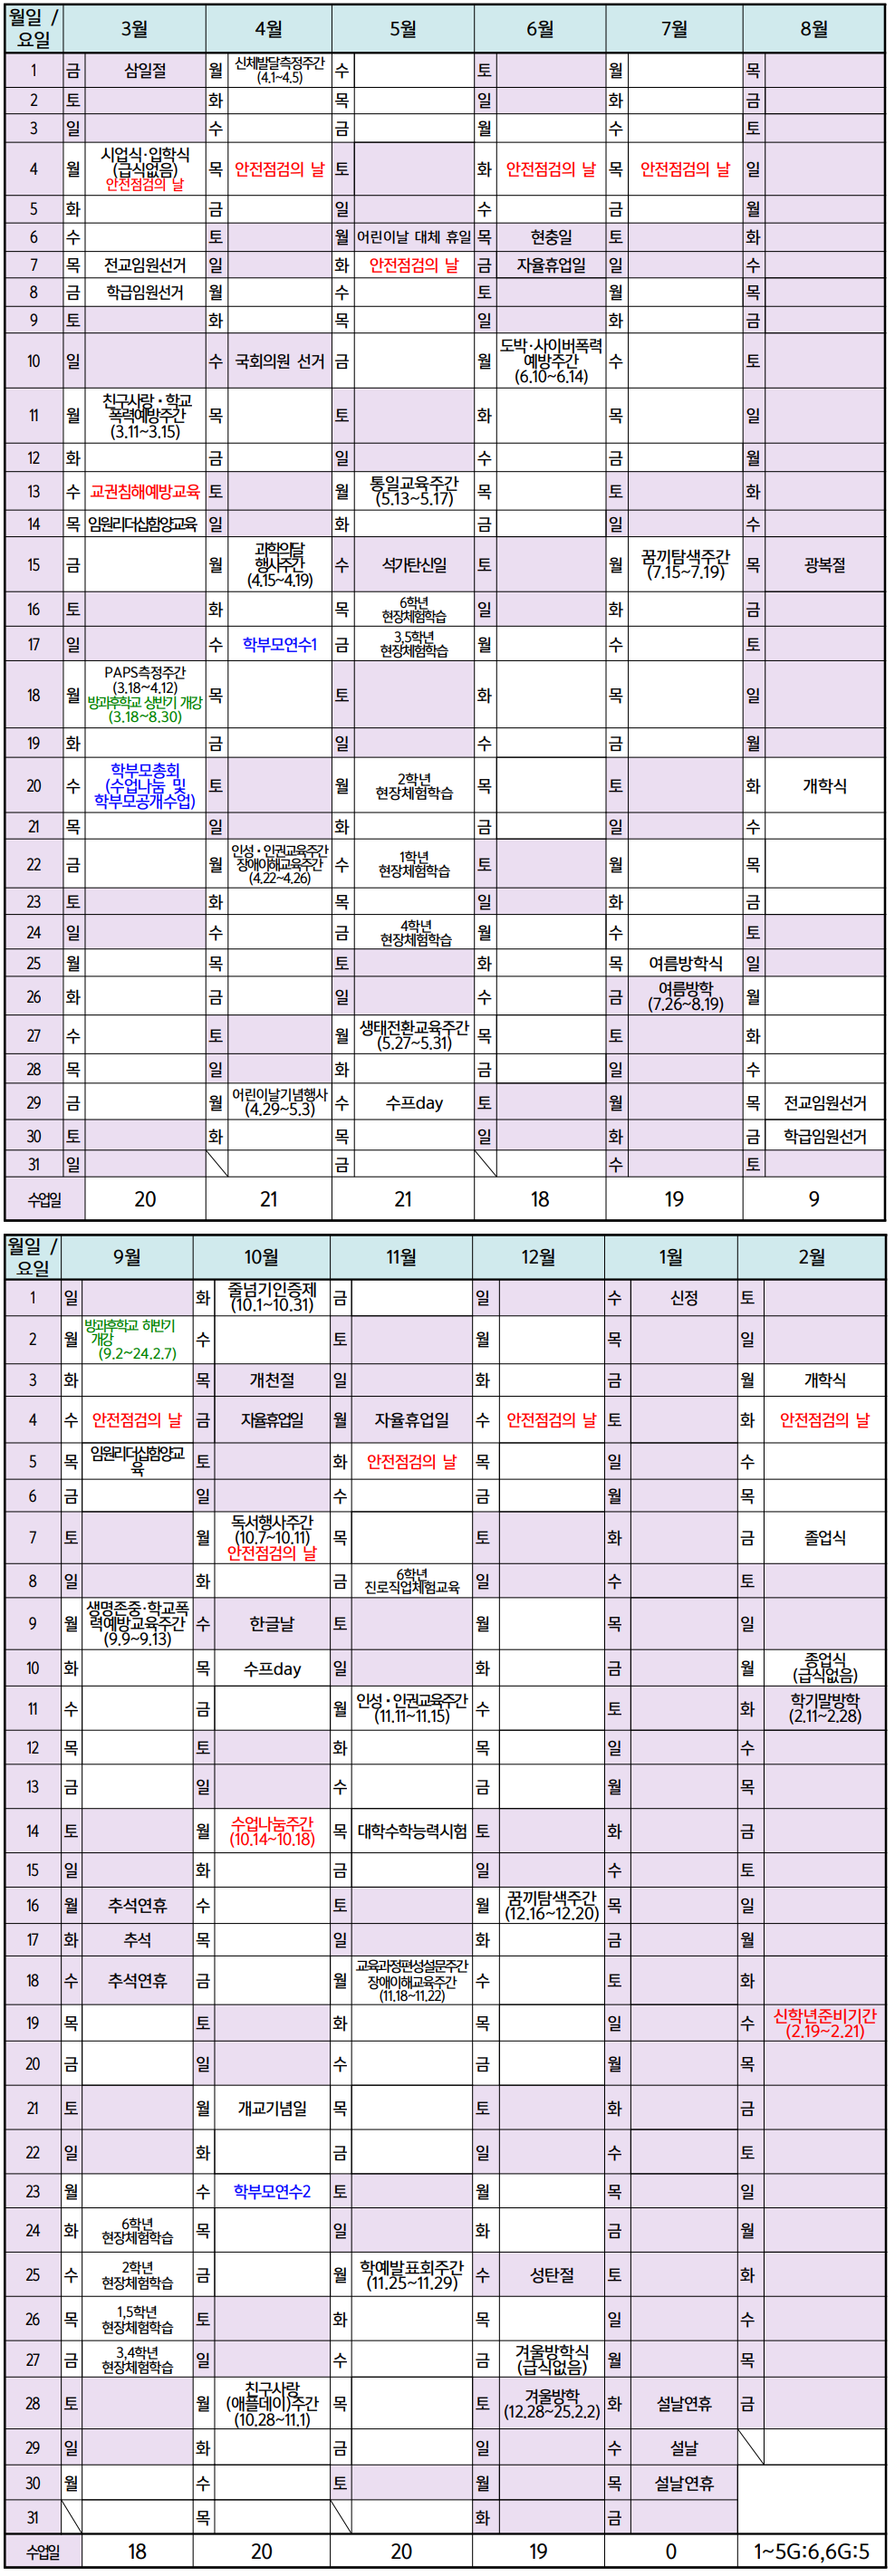 월일 / 요일 3월 4월 5월 6월 7월 8월
1 금 삼일절 월 신체발달측정주간 (4.1~4.5) 수 토 월 목
2 토 화 목 일 화 금
3 일 수 금 월 수 토
4 월 시업식·입학식 (급식없음) 안전점검의 날 목 안전점검의 날 토 화 안전점검의 날 목 안전점검의 날 일
5 화 금 일 수 금 월
6 수 토 월 어린이날 대체 휴일 목 현충일 토 화
7 목 전교임원선거 일 화 안전점검의 날 금 자율휴업일 일 수
8 금 학급임원선거 월 수 토 월 목
9 토 화 목 일 화 금
10 일 수 국회의원 선거 금 월 도박·사이버폭력 예방주간 (6.10~6.14) 수 토
11 월 친구사랑·학교 폭력예방주간 (3.11~3.15) 목 토 화 목 일
12 화 금 일 수 금 월
13 수 교권침해예방교육 토 월 통일교육주간 (5.13~5.17) 목 토 화
14 목 임원리더십함양교육 일 화 금 일 수
15 금 월 과학의달 행사주간 (4.15~4.19) 수 석가탄신일 토 월 꿈끼탐색주간 (7.15~7.19) 목 광복절
16 토 화 목 6학년 현장체험학습 일 화 금
17 일 수 학부모연수1 금 3,5학년 현장체험학습 월 수 토
18 월 PAPS측정주간 (3.18~4.12) 방과후학교 상반기 개강 (3.18~8.30) 목 토 화 목 일
19 화 금 일 수 금 월
20 수 학부모총회 (수업나눔 및 학부모공개수업) 토 월 2학년 현장체험학습 목 토 화 개학식
21 목 일 화 금 일 수
22 금 월 인성·인권교육주간 장애이해교육주간 (4.22~4.26) 수 1학년 현장체험학습 토 월 목
23 토 화 목 일 화 금
24 일 수 금 4학년 현장체험학습 월 수 토
25 월 목 토 화 목 여름방학식 일
26 화 금 일 수 금 여름방학 (7.26~8.19) 월
27 수 토 월 생태전환교육주간 (5.27~5.31) 목 토 화
28 목 일 화 금 일 수
29 금 월 어린이날기념행사 (4.29~5.3) 수 수프day 토 월 목 전교임원선거
30 토 화 목 일 화 금 학급임원선거
31 일 금 수 토
수업일 20 21 21 18 19 9
월일 / 요일 9월 10월 11월 12월 1월 2월
1 일 화 줄넘기인증제 (10.1~10.31) 금 일 수 신정 토
2 월 방과후학교 하반기 개강 (9.2~24.2.7) 수 토 월 목 일
3 화 목 개천절 일 화 금 월 개학식
4 수 안전점검의 날 금 자율휴업일 월 자율휴업일 수 안전점검의 날 토 화 안전점검의 날
5 목 임원리더십함양교육 토 화 안전점검의 날 목 일 수
6 금 일 수 금 월 목
7 토 월 독서행사주간 (10.7~10.11) 안전점검의 날 목 토 화 금 졸업식
8 일 화 금 6학년 진로직업체험교육 일 수 토
9 월 생명존중·학교폭력예방교육주간 (9.9~9.13) 수 한글날 토 월 목 일
10 화 목 수프day 일 화 금 월 종업식 (급식없음)
11 수 금 월 인성·인권교육주간 (11.11~11.15) 수 토 화 학기말방학 (2.11~2.28)
12 목 토 화 목 일 수
13 금 일 수 금 월 목
14 토 월 수업나눔주간 (10.14~10.18) 목 대학수학능력시험 토 화 금
15 일 화 금 일 수 토
16 월 추석연휴 수 토 월 꿈끼탐색주간 (12.16~12.20) 목 일
17 화 추석 목 일 화 금 월
18 수 추석연휴 금 월 교육과정편성설문주간 장애이해교육주간 (11.18~11.22) 수 토 화
19 목 토 화 목 일 수 신학년준비기간 (2.19~2.21)
20 금 일 수 금 월 목
21 토 월 개교기념일 목 토 화 금
22 일 화 금 일 수 토
23 월 수 학부모연수2 토 월 목 일
24 화 6학년 현장체험학습 목 일 화 금 월
25 수 2학년 현장체험학습 금 월 학예발표회주간 (11.25~11.29) 수 성탄절 토 화
26 목 1,5학년 현장체험학습 토 화 목 일 수
27 금 3,4학년 현장체험학습 일 수 금 겨울방학식 (급식없음) 월 목
28 토 월 친구사랑 (애플데이)주간 (10.28~11.1) 목 토 겨울방학 (12.28~25.2.2) 화 설날연휴 금
29 일 화 금 일 수 설날
30 월 수 토 월 목 설날연휴
31 목 화 금
수업일 18 20 20 19 0 1~5G:6,6G:5